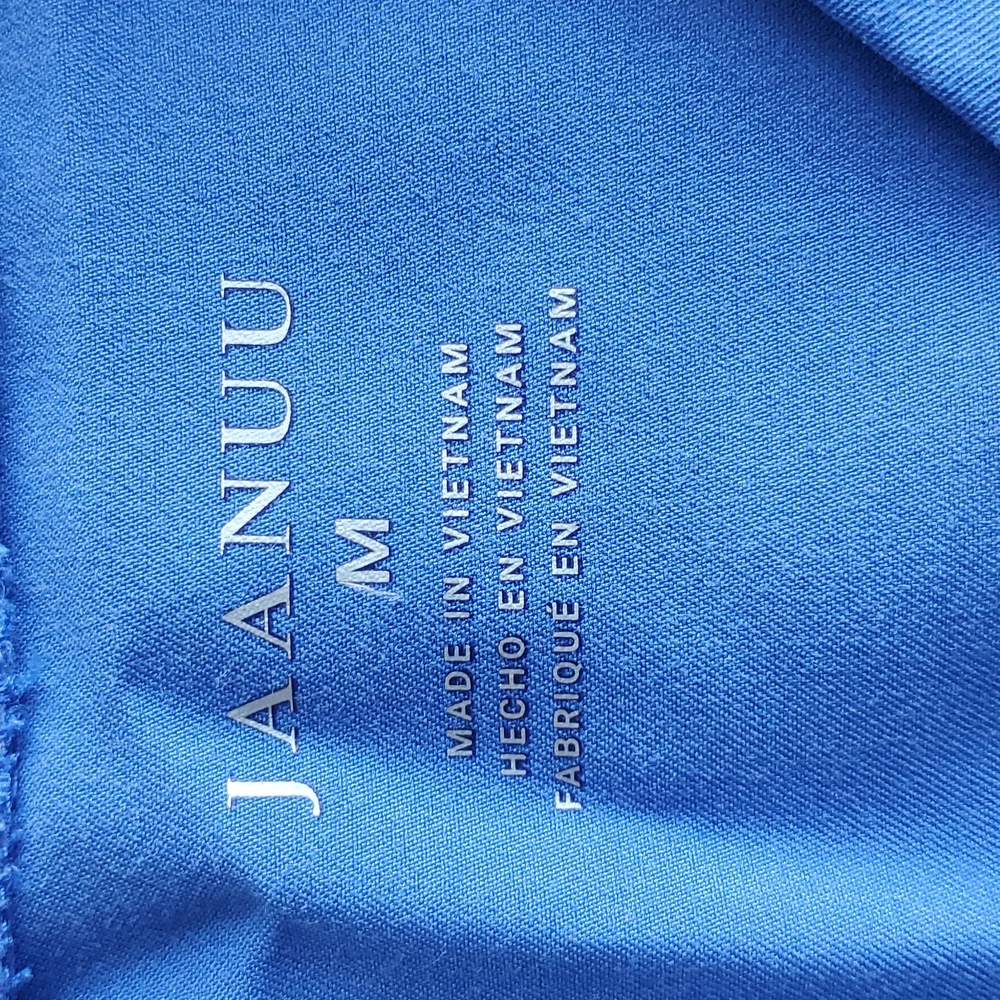 JAANUU
M
MADE IN VIETNAM
HECHO EN VIETNAM
FABRIQUÉ EN VIETNAM